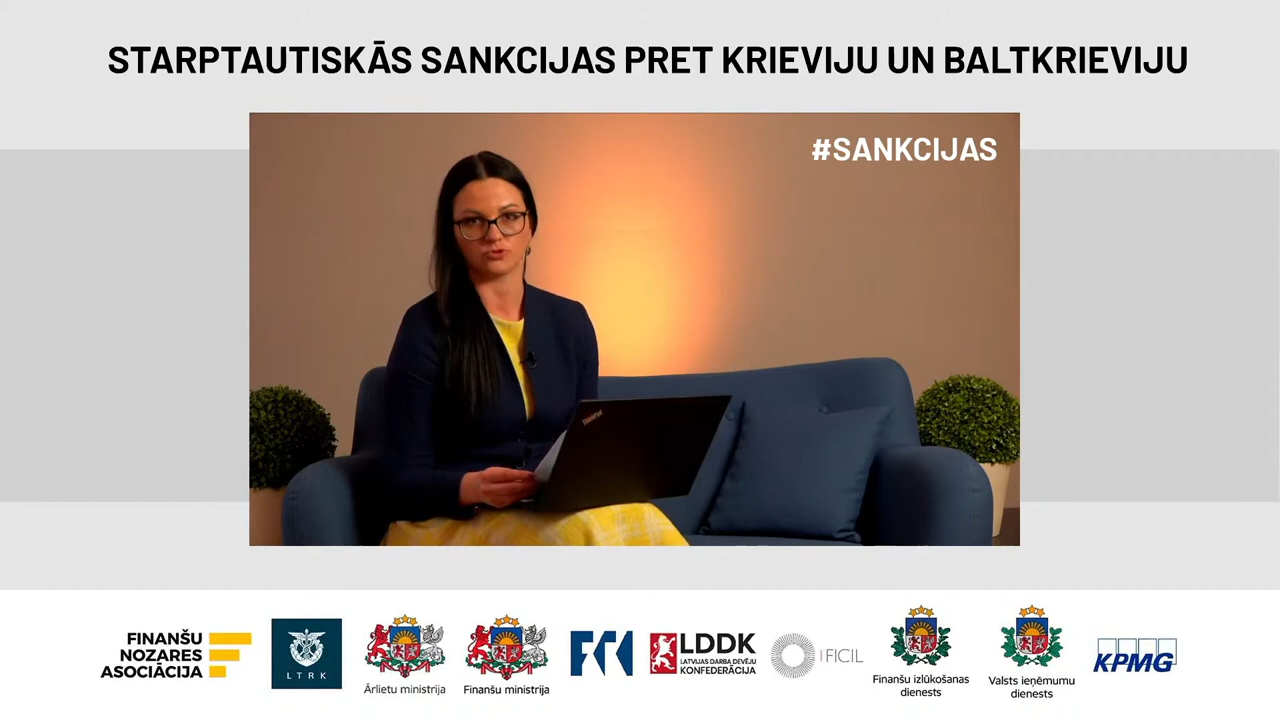 STARPTAUTISKĀS SANKCIJAS PRET KRIEVIJU UN BALTKRIEVIJU
#SANKCIJAS
ThinkPad
FINANŠU
NOZARES
ASOCIĀCIJA
LTRK
Ārlietu ministrija
Finanšu ministrija
LDDK
LATVIJAS DARBA DEVĒJU
KONFEDERĀCIJA
FICIL
Finanšu izlūkošanas
dienests
Valsts ieņēmumu
dienests
KPMG